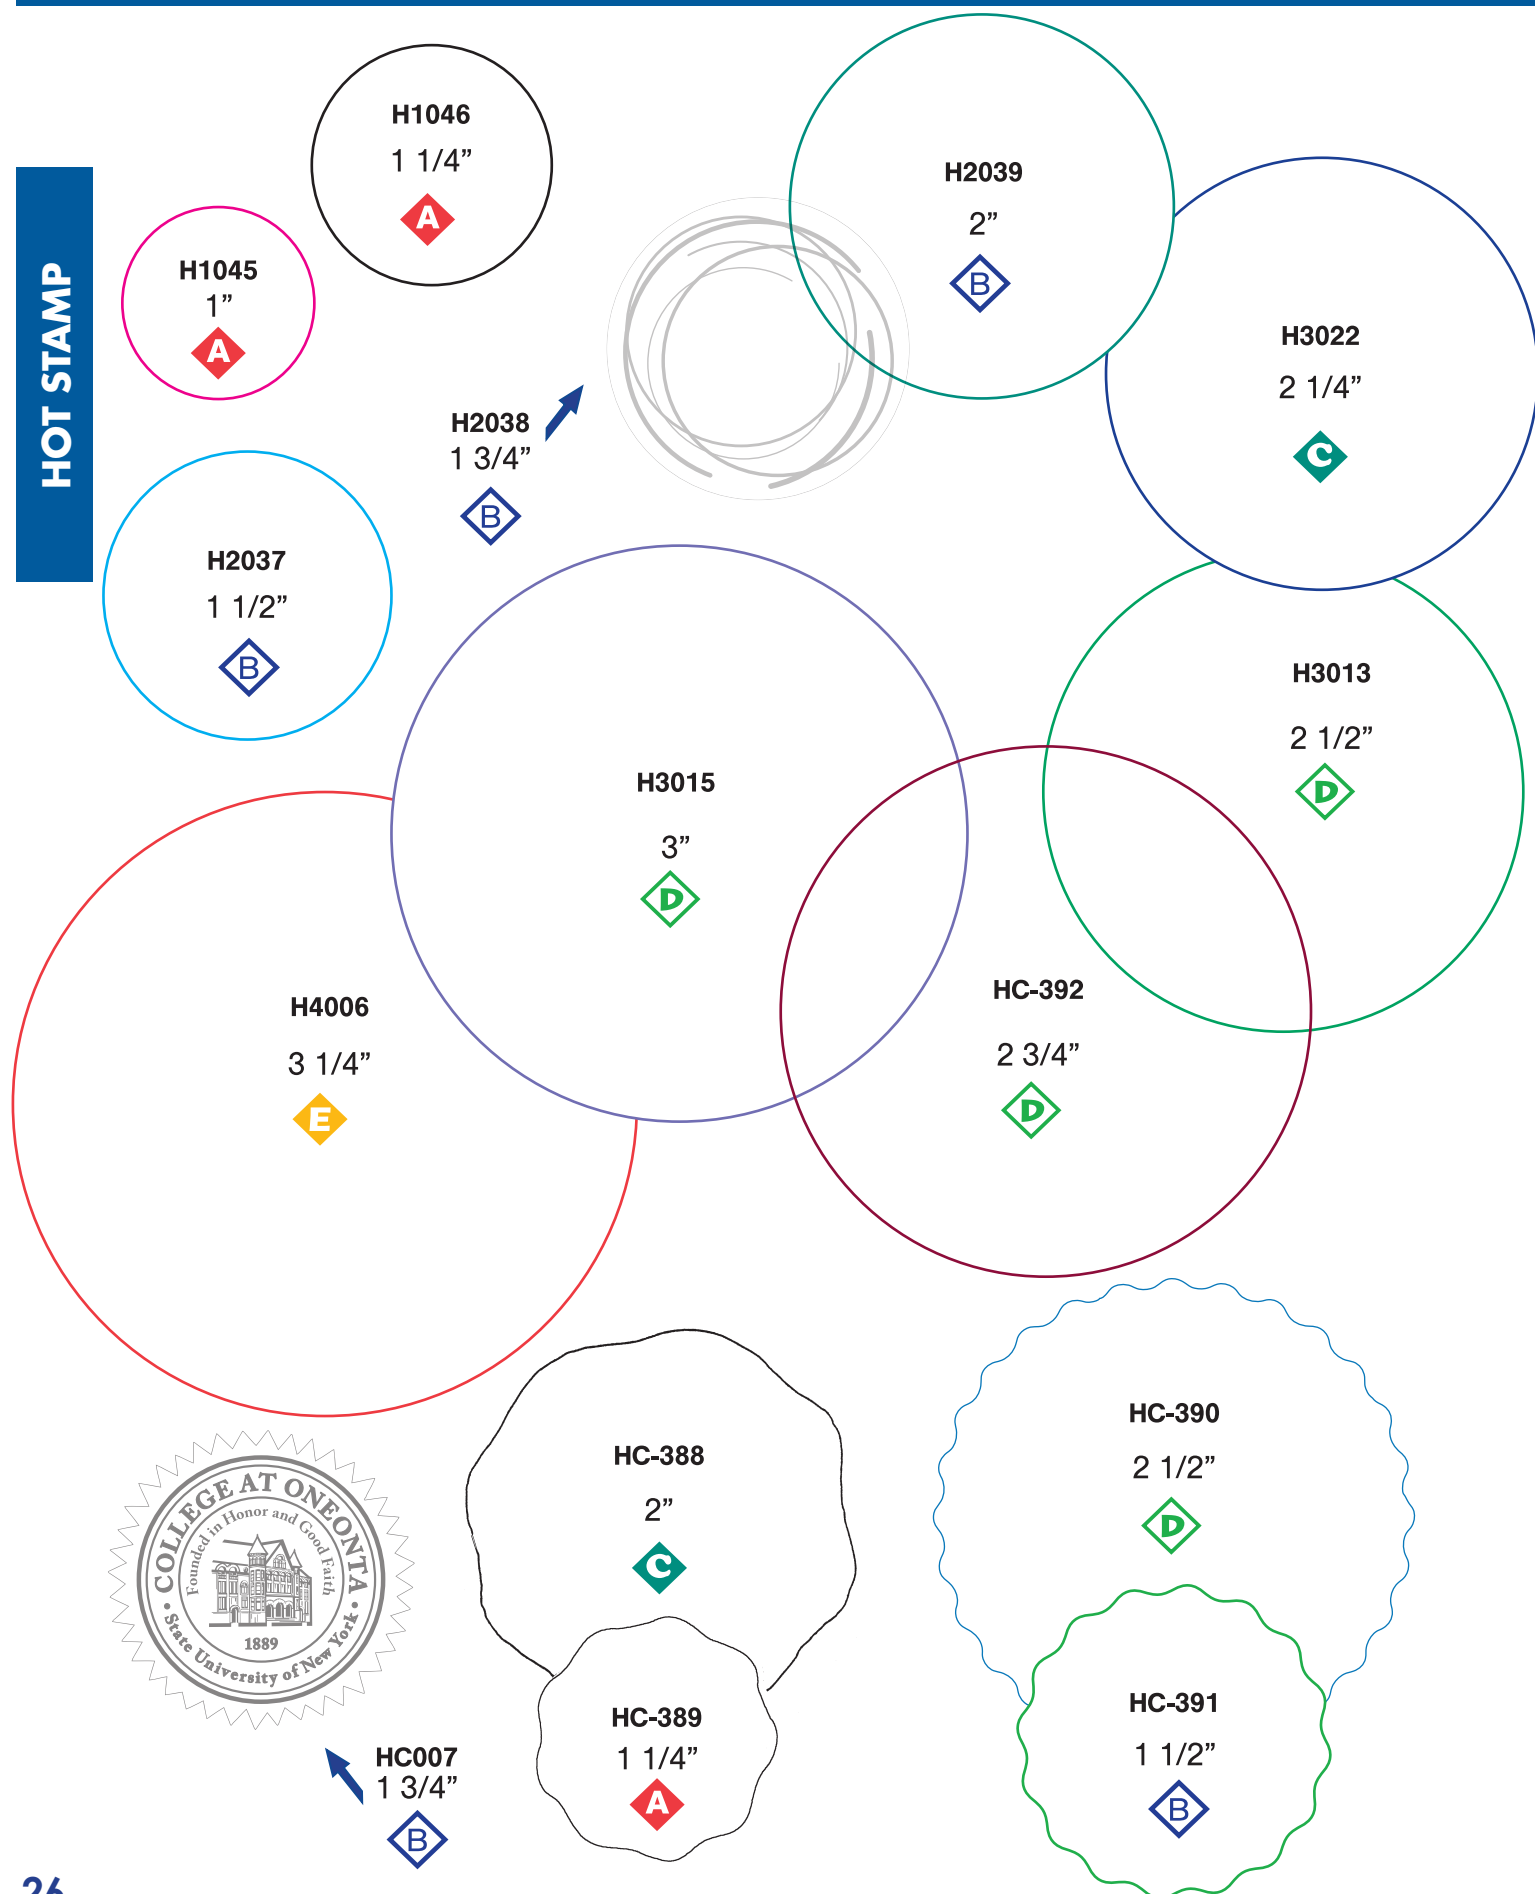 HOT STAMP
H1046
1 1/4”
A
H1045
1”
A
H2039
2”
B
H3022
2 1/4”
C
H2038
1 3/4”
B
H2037
1 1/2”
B
H3013
2 1/2”
D
H3015
3”
D
HC-392
2 3/4”
D
H4006
3 1/4”
E
HC-388
2”
C
HC-390
2 1/2”
D
COLLEGE AT ONEONTA
Founded in Honor and Good Faith
1889
• State University of New York •
HC007
1 3/4”
B
HC-389
1 1/4”
A
HC-391
1 1/2”
B
26